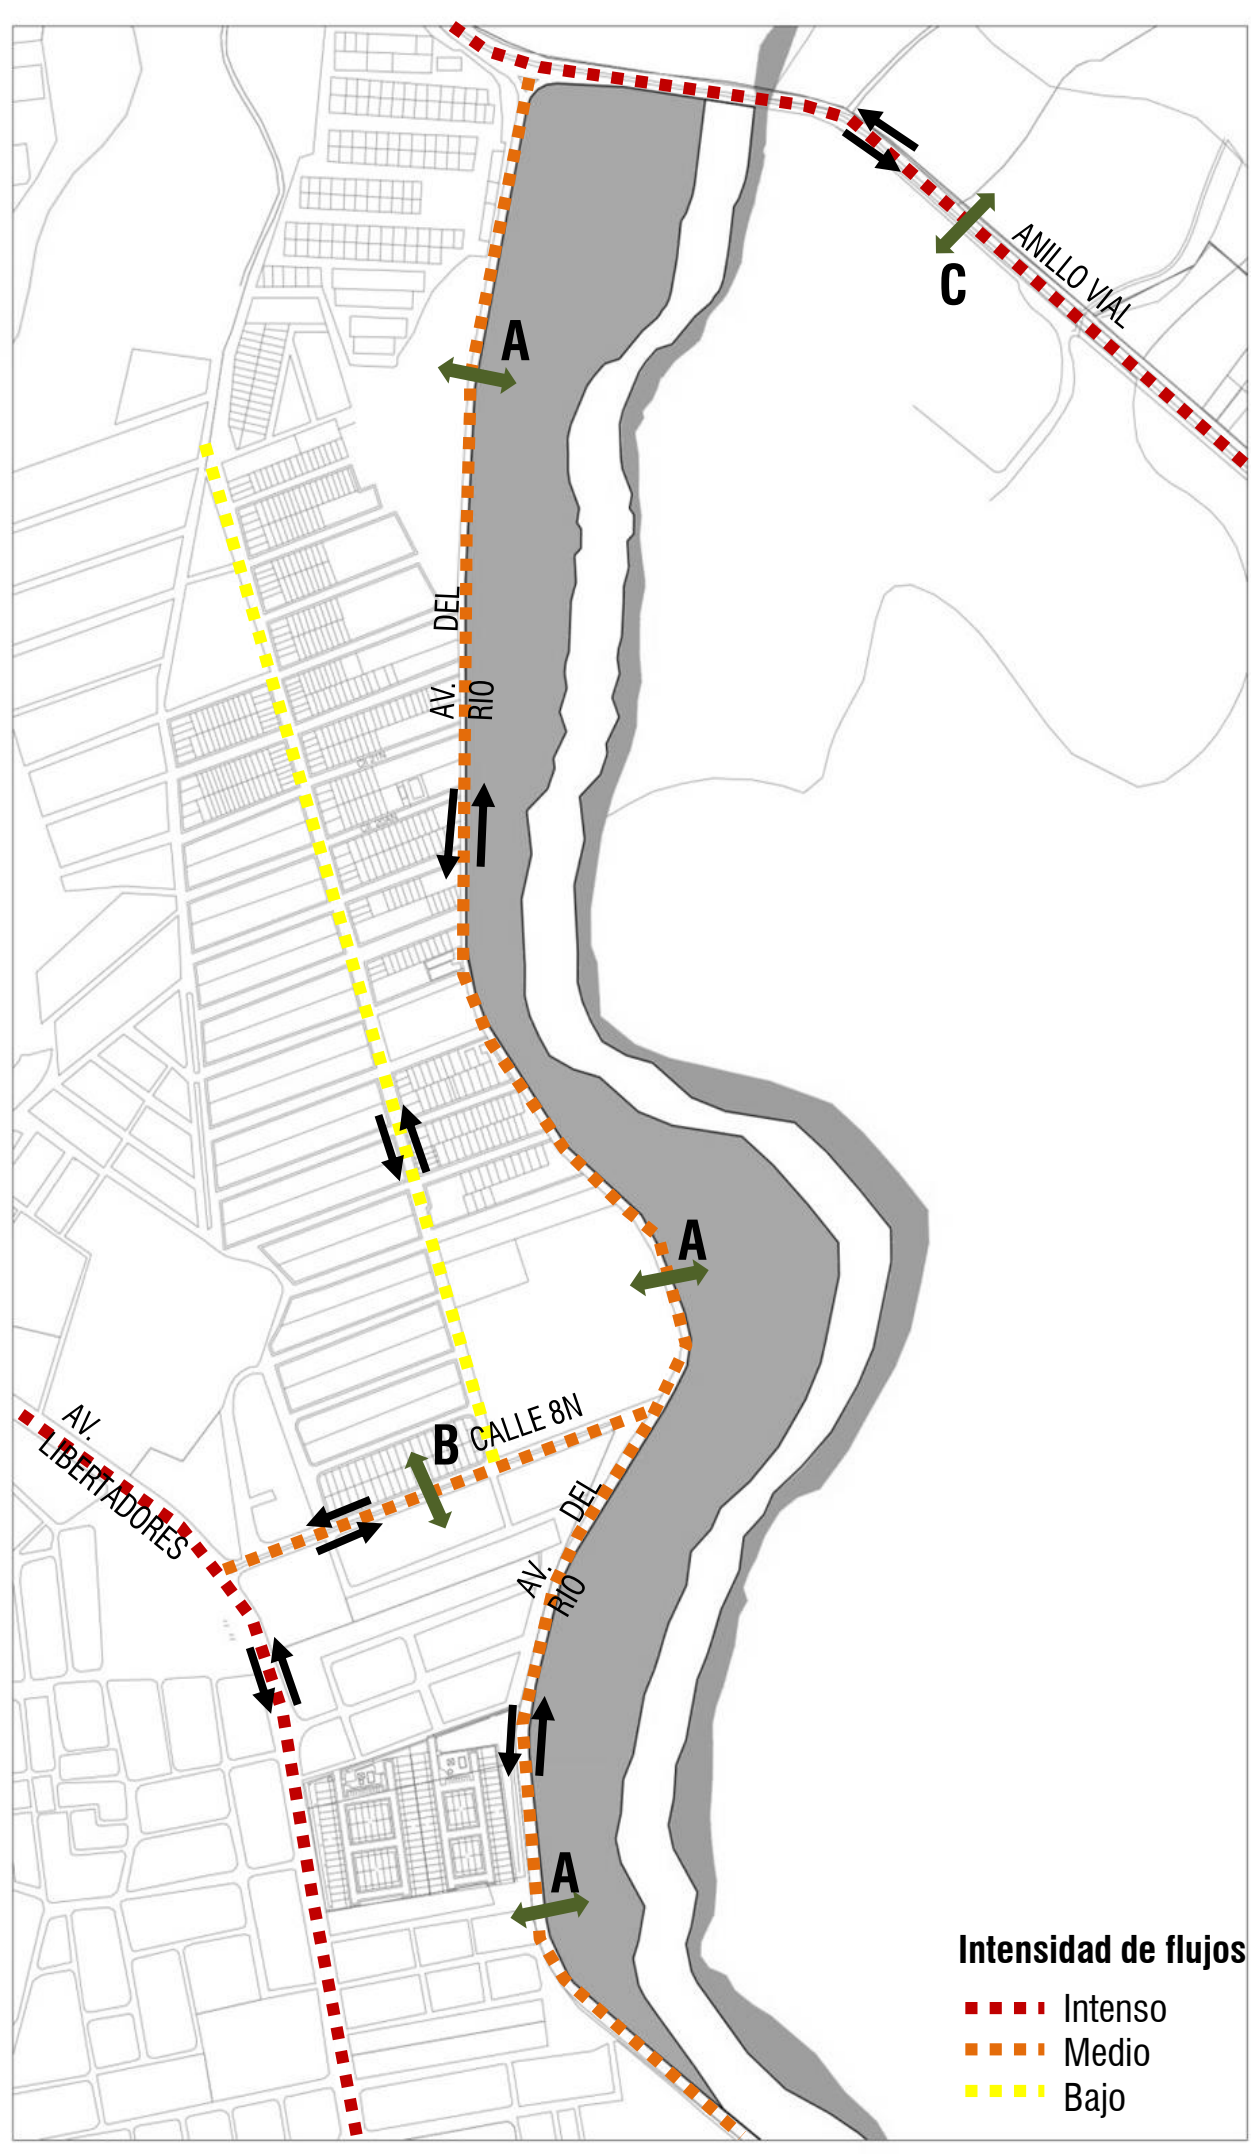 A
C
ANILLO VIAL
DEL
AV.
RIO
A
CALLE 8N
B
AV.
LIBERTADORES
DEL
AV.
RIO
A
Intensidad de flujos
Intenso
Medio
Bajo